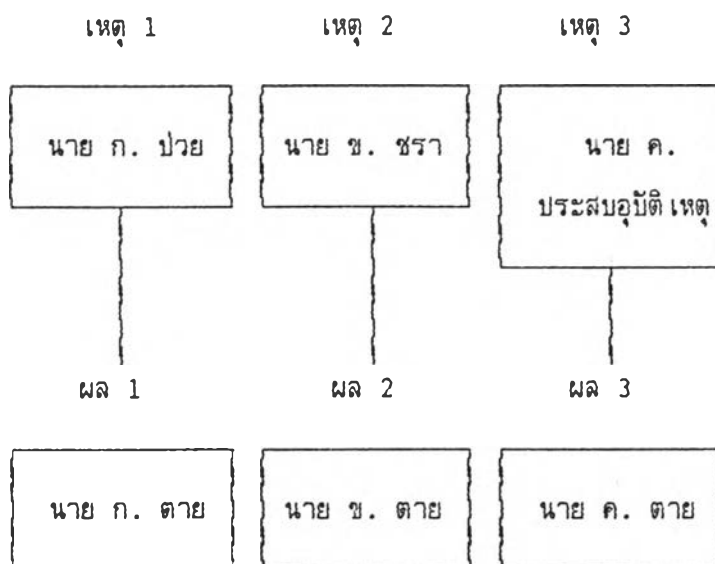 เหตุ 1 เหตุ 2 เหตุ 3
นาย ก. ป่วย นาย ข. ชรา นาย ค.
ประสบอุบัติเหตุ
ผล 1 ผล 2 ผล 3
นาย ก. ตาย นาย ข. ตาย นาย ค. ตาย